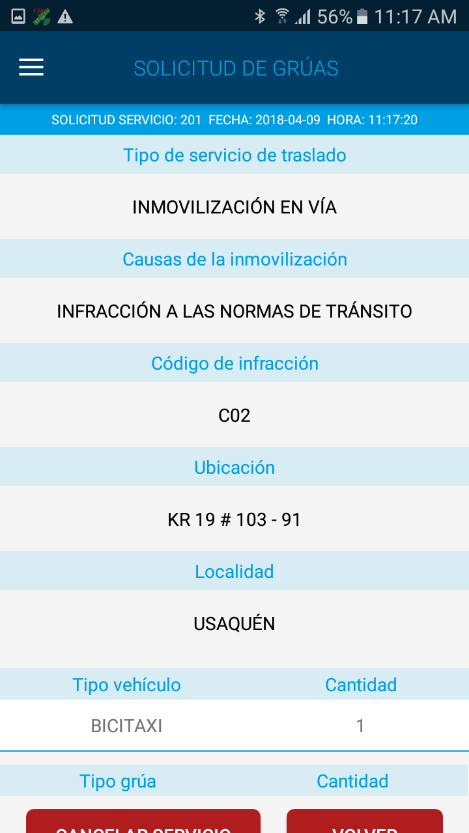 56% 11:17 AM
SOLICITUD DE GRÚAS
SOLICITUD SERVICIO: 201 FECHA: 2018-04-09 HORA: 11:17:20
Tipo de servicio de traslado
INMOVILIZACIÓN EN VÍA
Causas de la inmovilización
INFRACCIÓN A LAS NORMAS DE TRÁNSITO
Código de infracción
C02
Ubicación
KR 19 # 103 - 91
Localidad
USAQUÉN
Tipo vehículo Cantidad
BICITAXI 1
Tipo grúa Cantidad
CANCELAR SERVICIO VOLVER